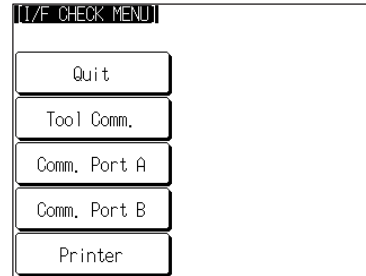 [I/F CHECK MENU]
Quit
Tool Comm.
Comm. Port A
Comm. Port B
Printer